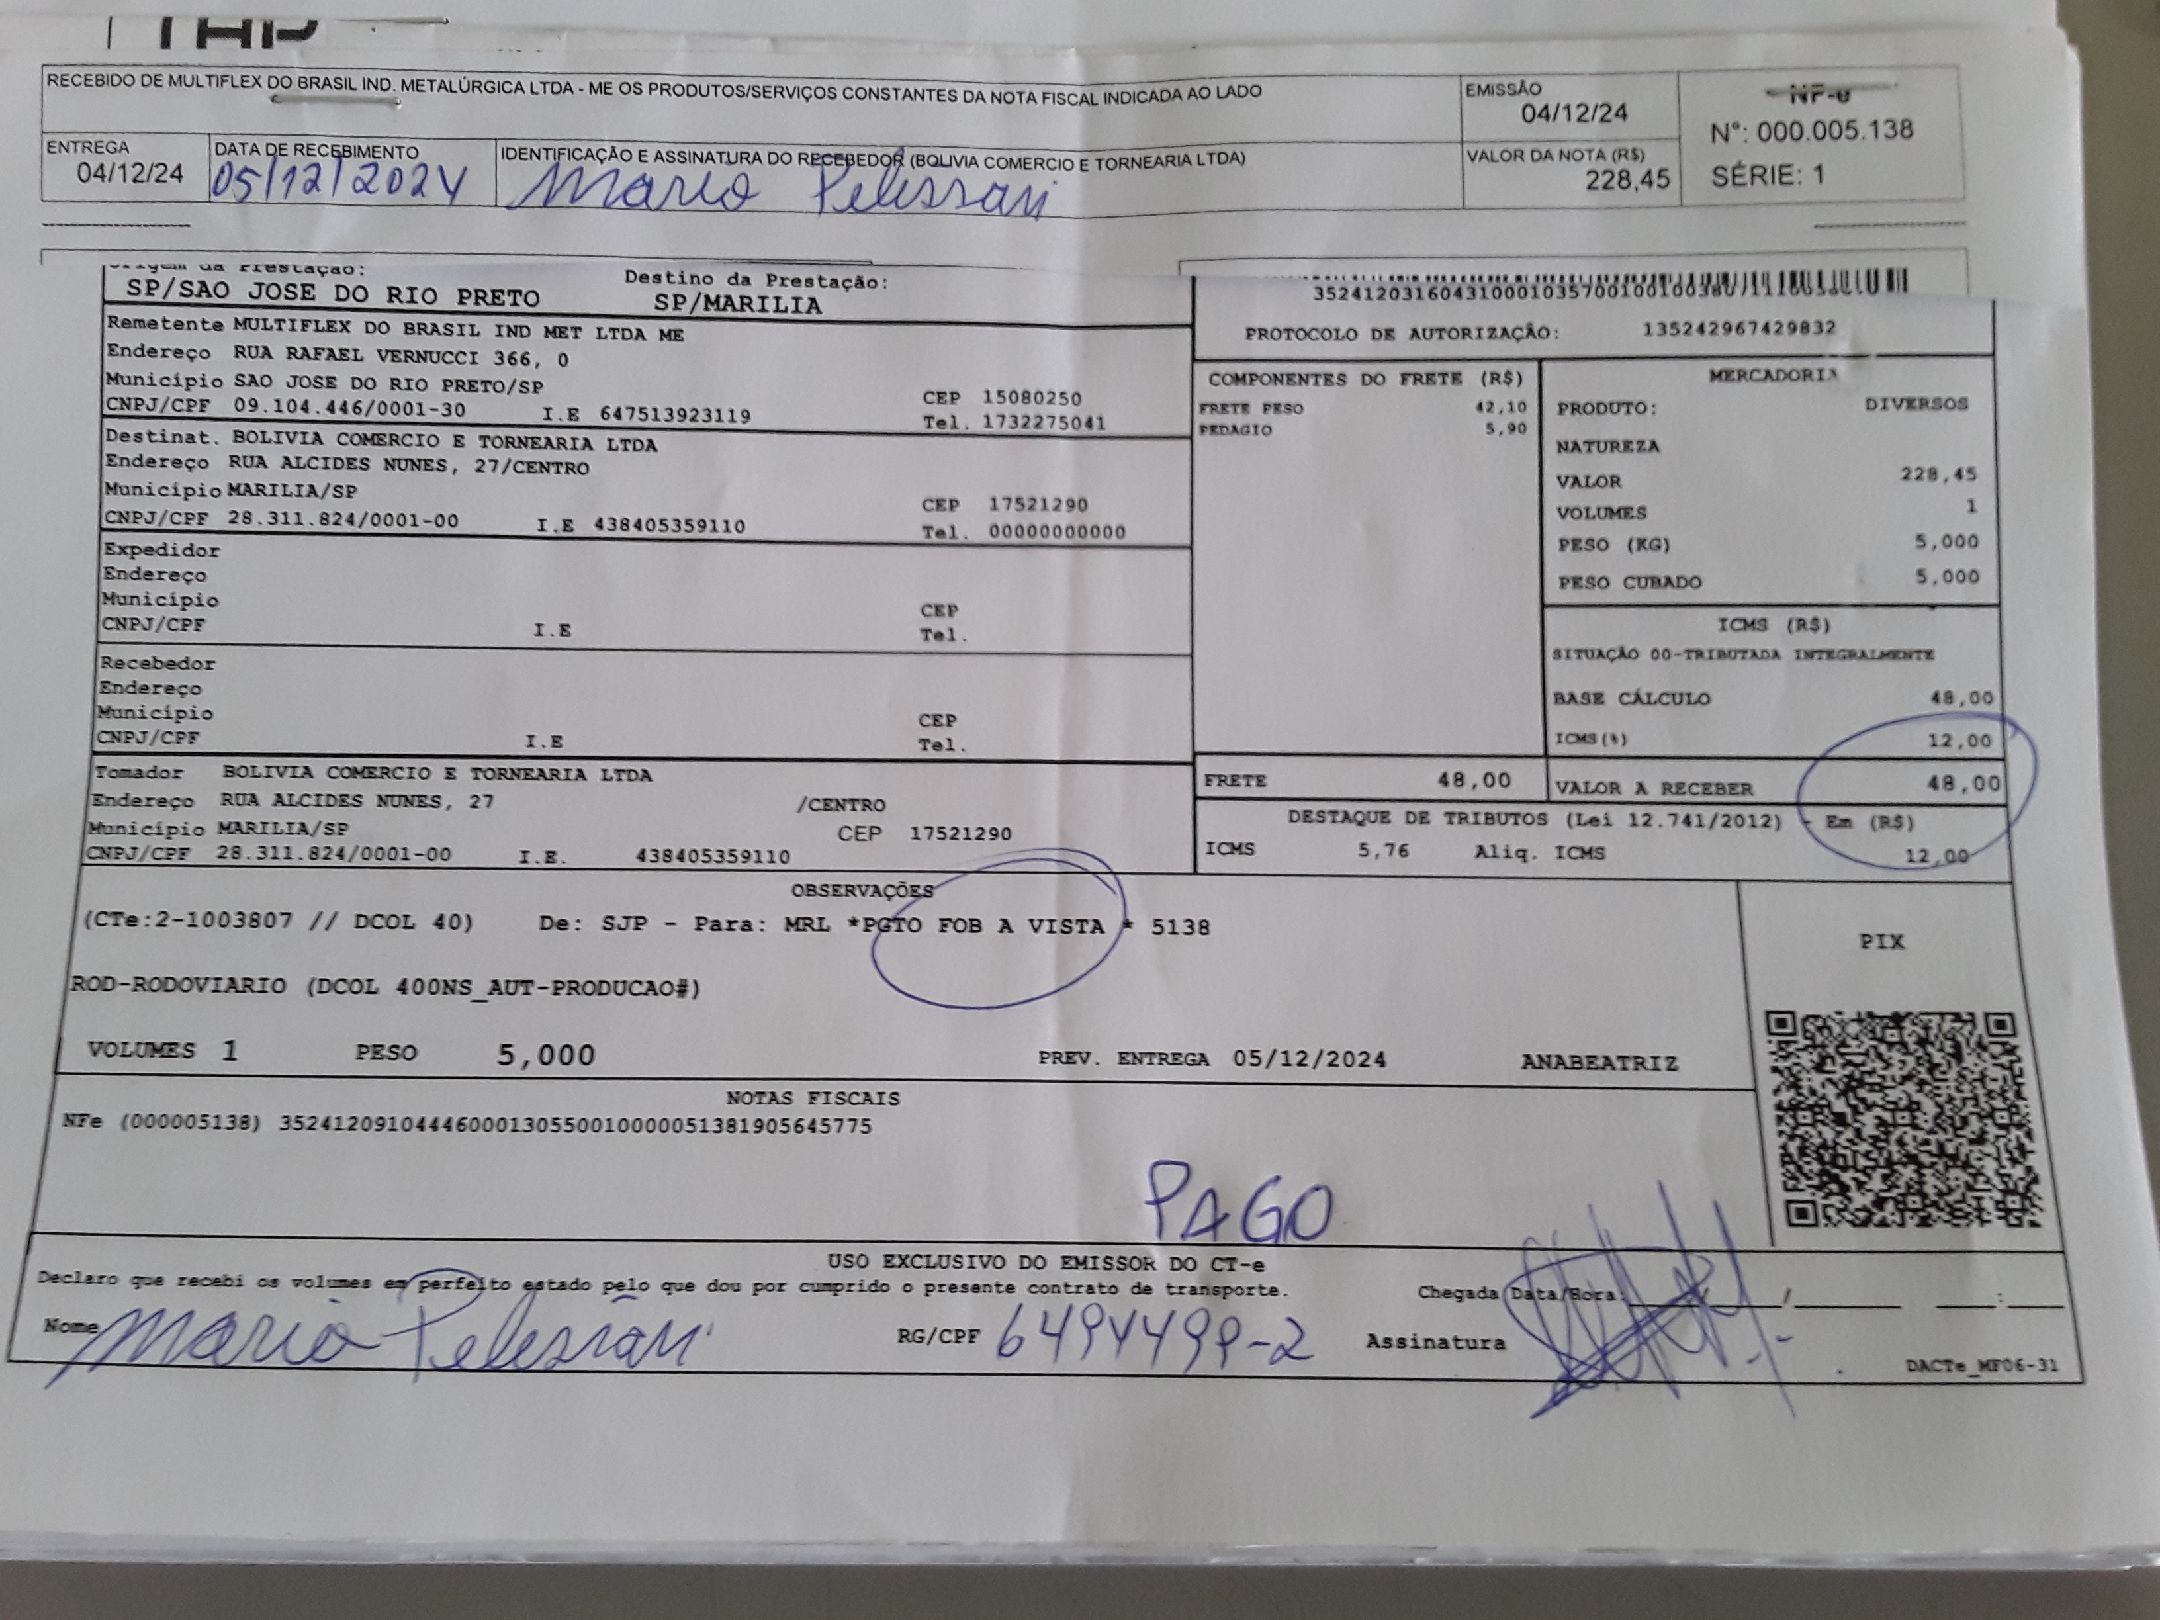 RECEBIDO DE MULTIFLEX DO BRASIL IND. METALÚRGICA LTDA - ME OS PRODUTOS/SERVIÇOS CONSTANTES DA NOTA FISCAL INDICADA AO LADO
EMISSÃO
04/12/24
NF-e
Nº: 000.005.138
SÉRIE: 1
ENTREGA
04/12/24
DATA DE RECEBIMENTO
05/12/2024
IDENTIFICAÇÃO E ASSINATURA DO RECEBEDOR (BOLIVIA COMERCIO E TORNEARIA LTDA)
Mario Pelissari
VALOR DA NOTA (R$)
228,45
Origem da Prestação:
SP/SAO JOSE DO RIO PRETO
Destino da Prestação:
SP/MARILIA
PROTOCOLO DE AUTORIZAÇÃO: 135242967429832
Remetente MULTIFLEX DO BRASIL IND MET LTDA ME
Endereço RUA RAFAEL VERNUCCI 366, 0
Município SAO JOSE DO RIO PRETO/SP CEP 15080250
CNPJ/CPF 09.104.446/0001-30 I.E 647513923119 Tel. 1732275041
Destinat. BOLIVIA COMERCIO E TORNEARIA LTDA
Endereço RUA ALCIDES NUNES, 27/CENTRO
Município MARILIA/SP CEP 17521290
CNPJ/CPF 28.311.824/0001-00 I.E 438405359110 Tel. 00000000000
Expedidor
Endereço
Município CEP
CNPJ/CPF I.E Tel.
Recebedor
Endereço
Município CEP
CNPJ/CPF I.E Tel.
Tomador BOLIVIA COMERCIO E TORNEARIA LTDA
Endereço RUA ALCIDES NUNES, 27 /CENTRO
Município MARILIA/SP CEP 17521290
CNPJ/CPF 28.311.824/0001-00 I.E. 438405359110
COMPONENTES DO FRETE (R$)
FRETE PESO 42,10
PEDAGIO 5,90
FRETE 48,00
MERCADORIA
PRODUTO: DIVERSOS
NATUREZA
VALOR 228,45
VOLUMES 1
PESO (KG) 5,000
PESO CUBADO 5,000
ICMS (R$)
SITUAÇÃO 00-TRIBUTADA INTEGRALMENTE
BASE CÁLCULO 48,00
ICMS(%) 12,00
VALOR A RECEBER 48,00
DESTAQUE DE TRIBUTOS (Lei 12.741/2012) - Em (R$)
ICMS 5,76 Aliq. ICMS 12,00
OBSERVAÇÕES
(CTe:2-1003807 // DCOL 40) De: SJP - Para: MRL *PGTO FOB A VISTA * 5138
ROD-RODOVIARIO (DCOL 400NS_AUT-PRODUCAO#)
PIX
VOLUMES 1 PESO 5,000 PREV. ENTREGA 05/12/2024 ANABEATRIZ
NOTAS FISCAIS
NFe (000005138) 35241209104446000130550010000051381905645775
PAGO
USO EXCLUSIVO DO EMISSOR DO CT-e
Declaro que recebi os volumes em perfeito estado pelo que dou por cumprido o presente contrato de transporte.
Chegada Data/Hora: / / :
Nome Mario Pelissari RG/CPF 6494499-2 Assinatura
DACTe_MF06-31